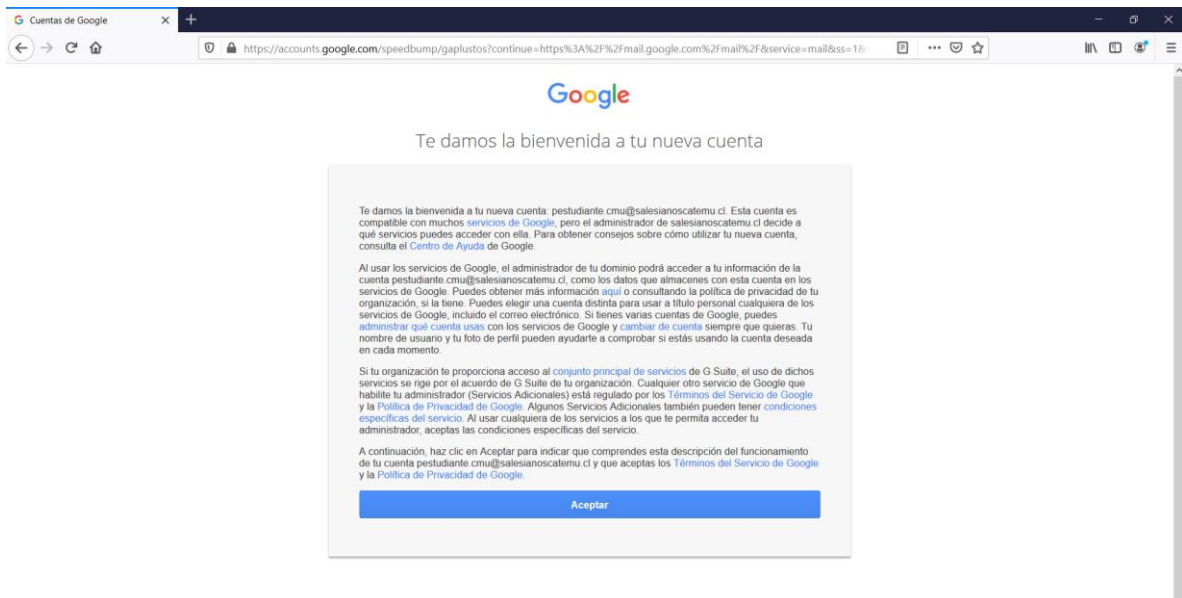 Cuentas de Google
https://accounts.google.com/speedbump/gaplustos?continue=https%3A%2F%2Fmail.google.com%2Fmail%2F&service=mail&ss=1&
Google
Te damos la bienvenida a tu nueva cuenta
Te damos la bienvenida a tu nueva cuenta: pestudiante.cmu@salesianoscatemu.cl. Esta cuenta es
compatible con muchos servicios de Google, pero el administrador de salesianoscatemu.cl decide a
qué servicios puedes acceder con ella. Para obtener consejos sobre cómo utilizar tu nueva cuenta,
consulta el Centro de Ayuda de Google.
Al usar los servicios de Google, el administrador de tu dominio podrá acceder a tu información de la
cuenta pestudiante.cmu@salesianoscatemu.cl, como los datos que almacenes con esta cuenta en los
servicios de Google. Puedes obtener más información aquí o consultando la política de privacidad de tu
organización, si la tiene. Puedes elegir una cuenta distinta para usar a título personal cualquiera de los
servicios de Google, incluido el correo electrónico. Si tienes varias cuentas de Google, puedes
administrar qué cuenta usas con los servicios de Google y cambiar de cuenta siempre que quieras. Tu
nombre de usuario y tu foto de perfil pueden ayudarte a comprobar si estás usando la cuenta deseada
en cada momento.
Si tu organización te proporciona acceso al conjunto principal de servicios de G Suite, el uso de dichos
servicios se rige por el acuerdo de G Suite de tu organización. Cualquier otro servicio de Google que
habilite tu administrador (Servicios Adicionales) está regulado por los Términos del Servicio de Google
y la Política de Privacidad de Google. Algunos Servicios Adicionales también pueden tener condiciones
específicas del servicio. Al usar cualquiera de los servicios a los que te permita acceder tu
administrador, aceptas las condiciones específicas del servicio.
A continuación, haz clic en Aceptar para indicar que comprendes esta descripción del funcionamiento
de tu cuenta pestudiante.cmu@salesianoscatemu.cl y que aceptas los Términos del Servicio de Google
y la Política de Privacidad de Google.
Aceptar